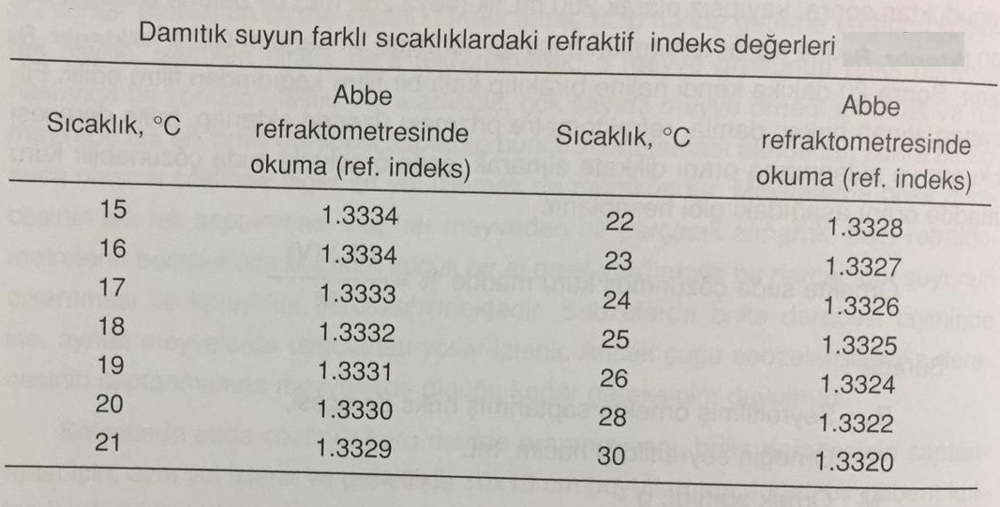 Damıtık suyun farklı sıcaklıklardaki refraktif indeks değerleri
Sıcaklık, °C Abbe refraktometresinde okuma (ref. indeks) Sıcaklık, °C Abbe refraktometresinde okuma (ref. indeks)
15 1.3334 22 1.3328
16 1.3334 23 1.3327
17 1.3333 24 1.3326
18 1.3332 25 1.3325
19 1.3331 26 1.3324
20 1.3330 28 1.3322
21 1.3329 30 1.3320